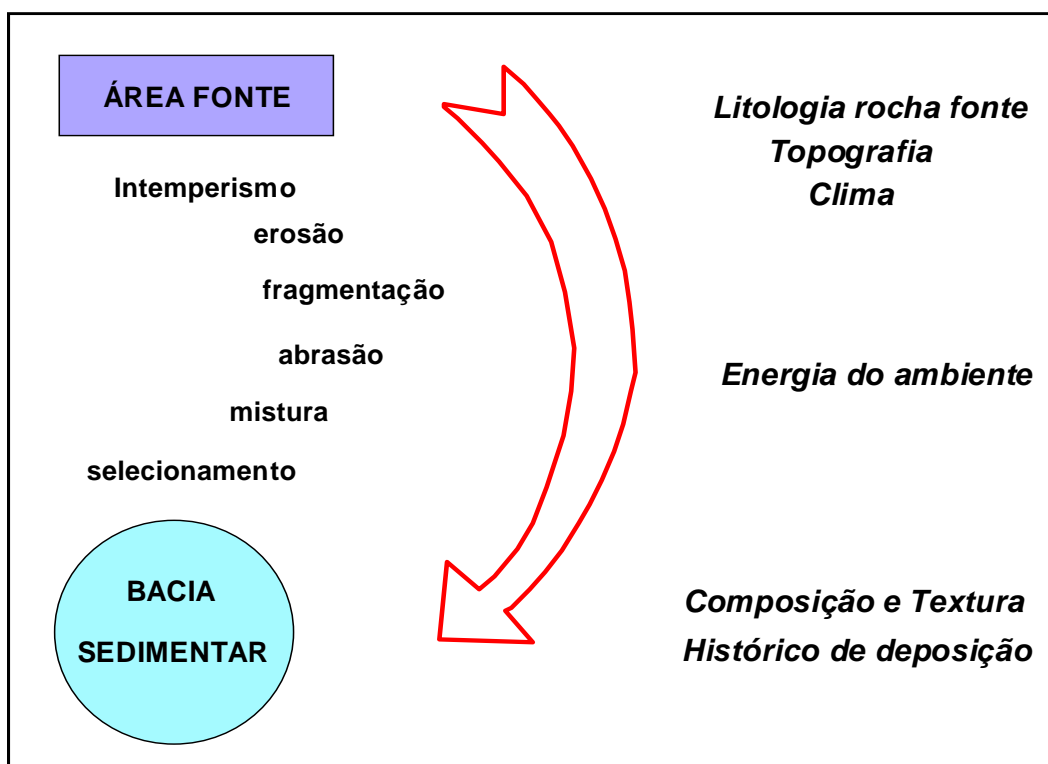 ÁREA FONTE
Intemperismo
erosão
fragmentação
abrasão
mistura
selecionamento
BACIA
SEDIMENTAR
Litologia rocha fonte
Topografia
Clima
Energia do ambiente
Composição e Textura
Histórico de deposição